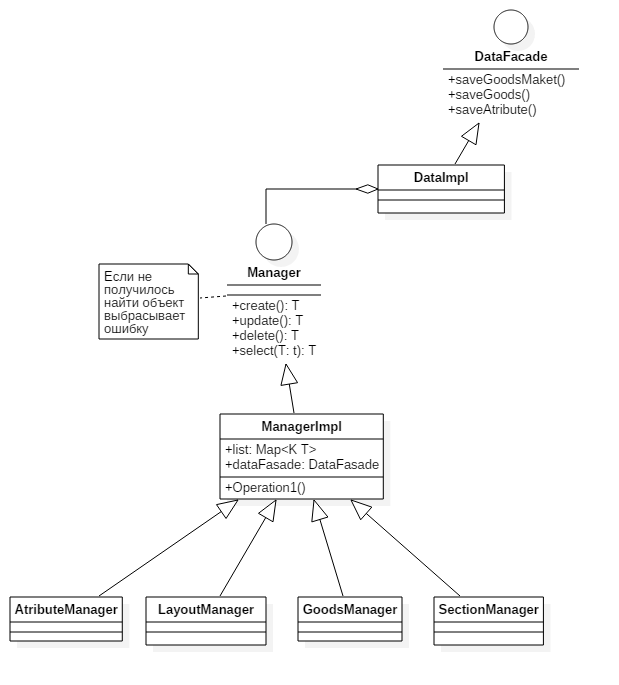 DataFacade
+saveGoodsMaket()
+saveGoods()
+saveAtribute()
DataImpl
Manager
+create(): T
+update(): T
+delete(): T
+select(T: t): T
Если не
получилось
найти объект
выбрасывает
ошибку
ManagerImpl
+list: Map<K T>
+dataFasade: DataFasade
+Operation1()
AtributeManager
LayoutManager
GoodsManager
SectionManager